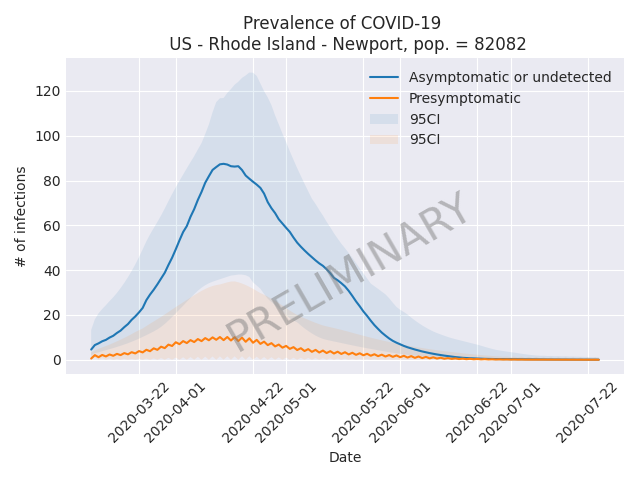 Prevalence of COVID-19
US - Rhode Island - Newport, pop. = 82082
Asymptomatic or undetected
Presymptomatic
95CI
95CI
120
100
80
60
40
20
0
# of infections
PRELIMINARY
2020-03-22
2020-04-01
2020-04-22
2020-05-01
2020-05-22
2020-06-01
2020-06-22
2020-07-01
2020-07-22
Date